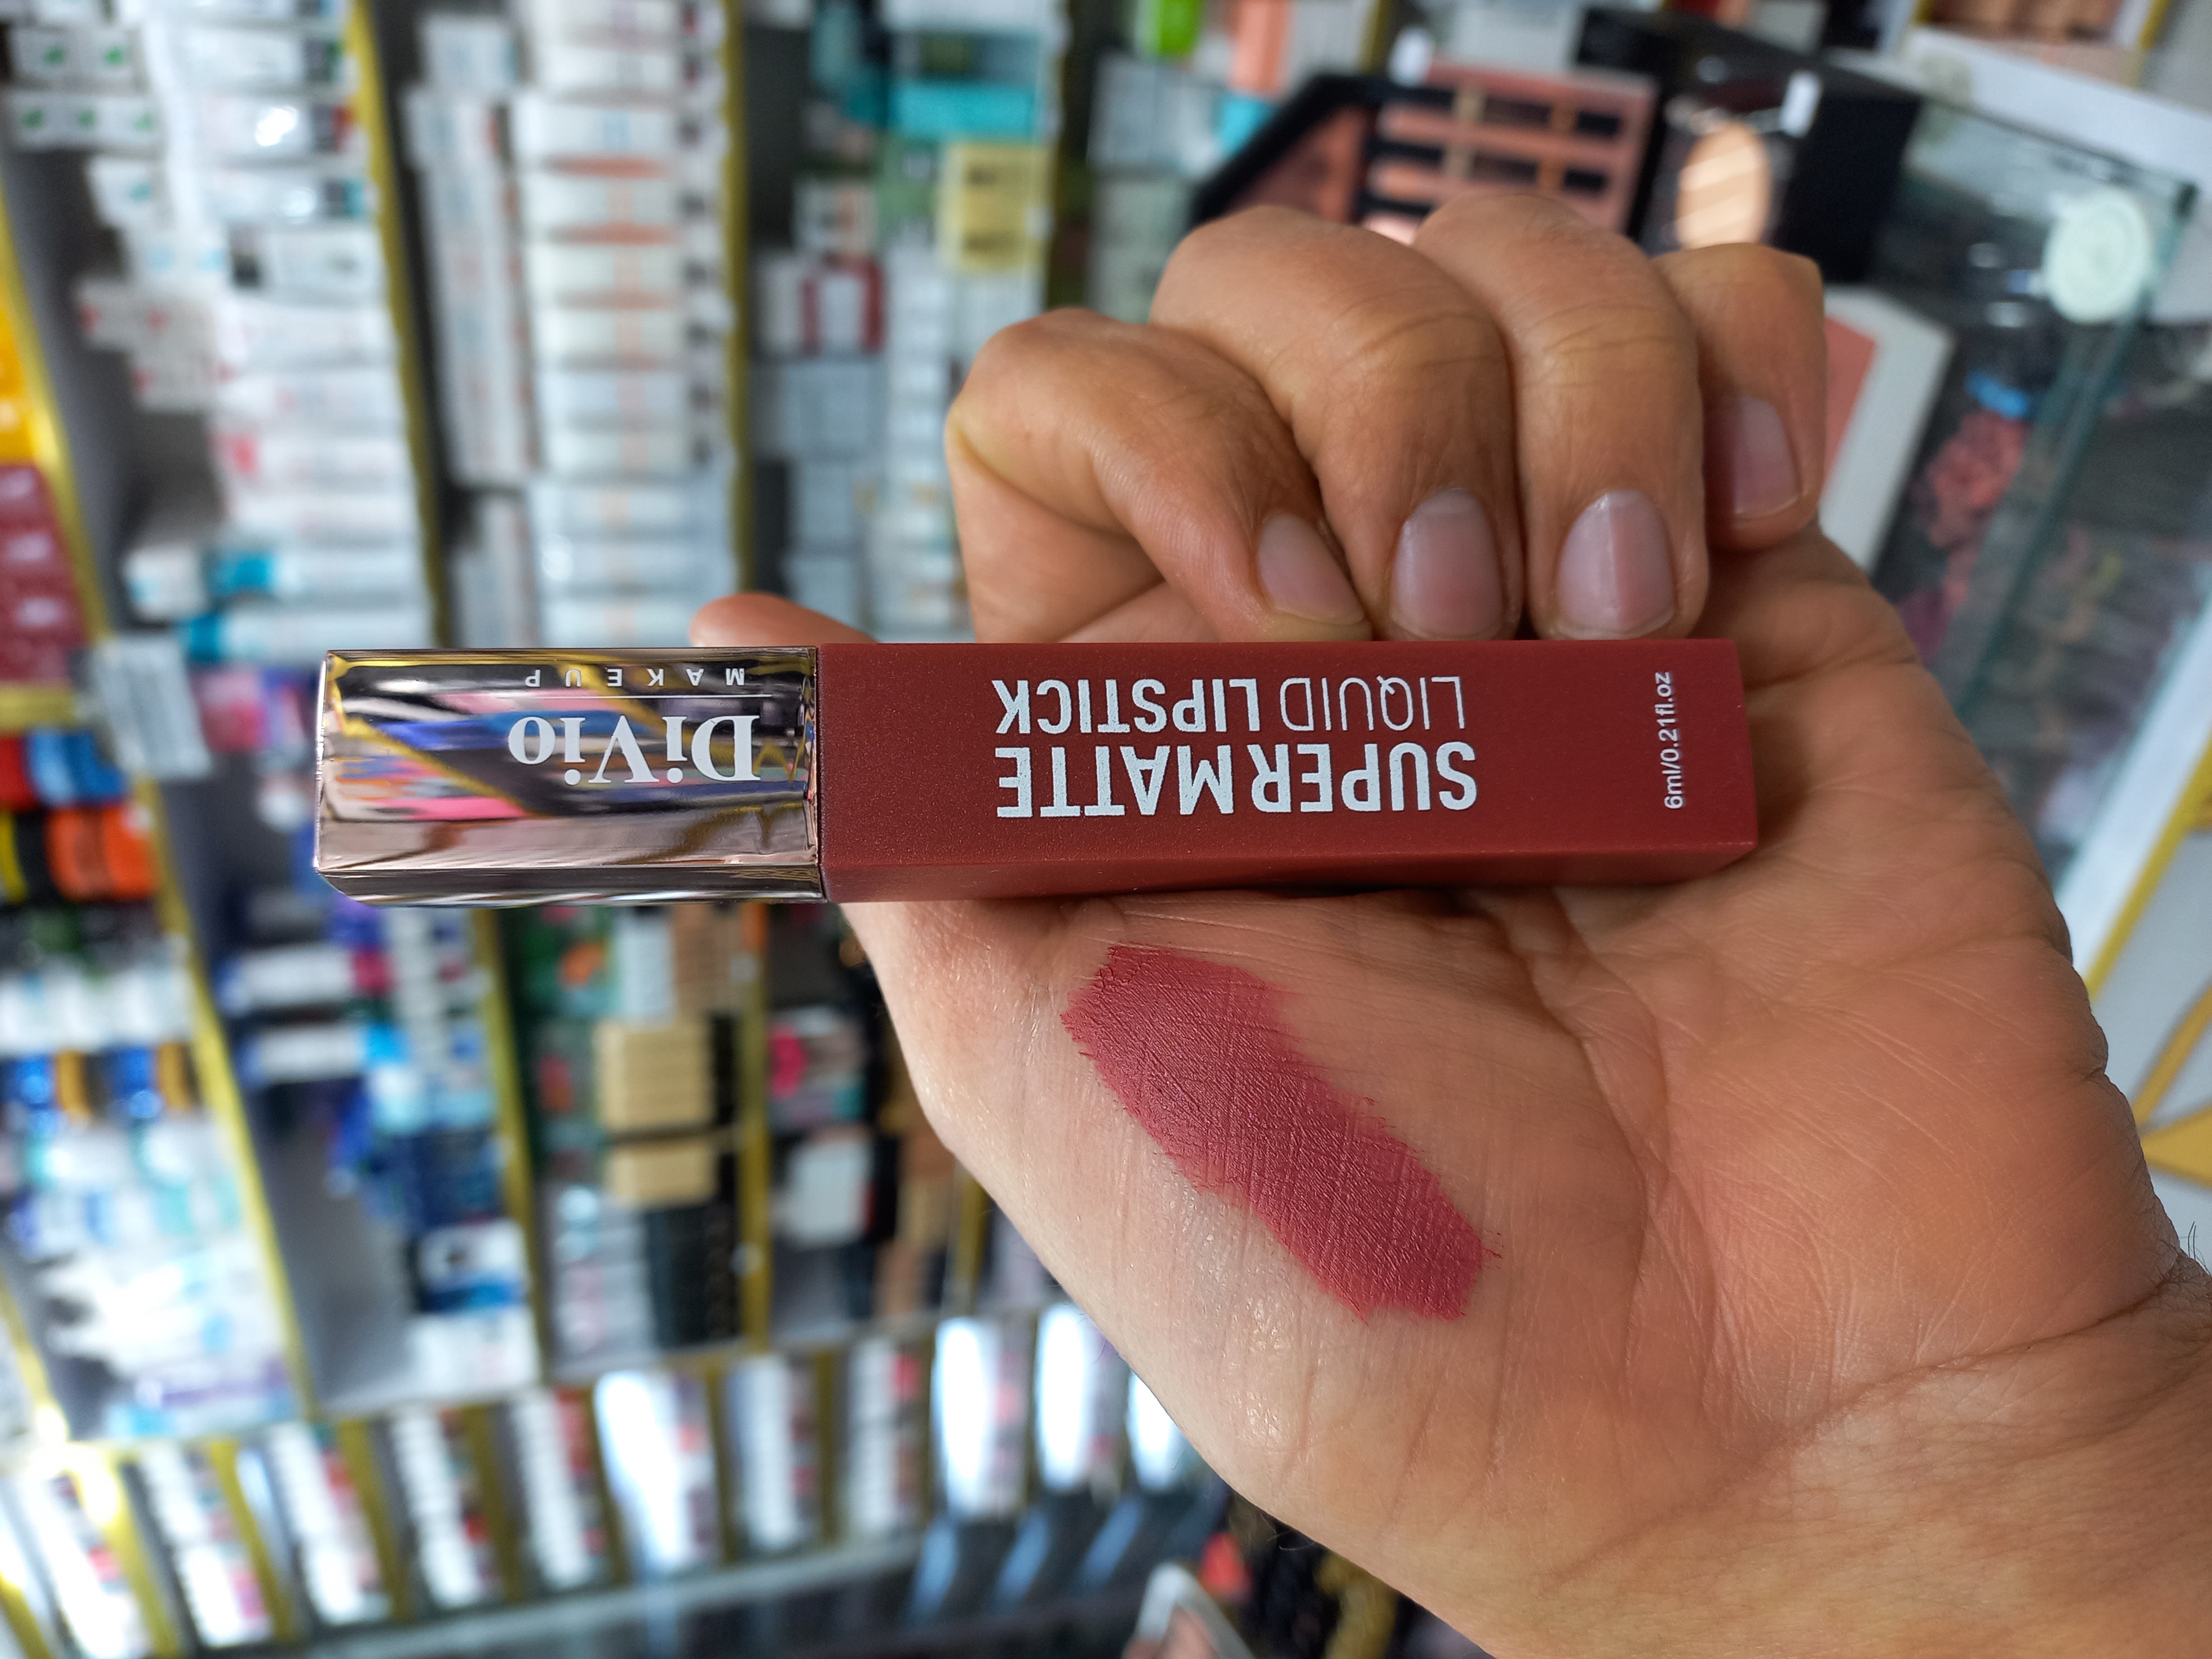 DiVio
MAKEUP
SUPER MATTE
LIQUID LIPSTICK
6ml/0.21fl.oz